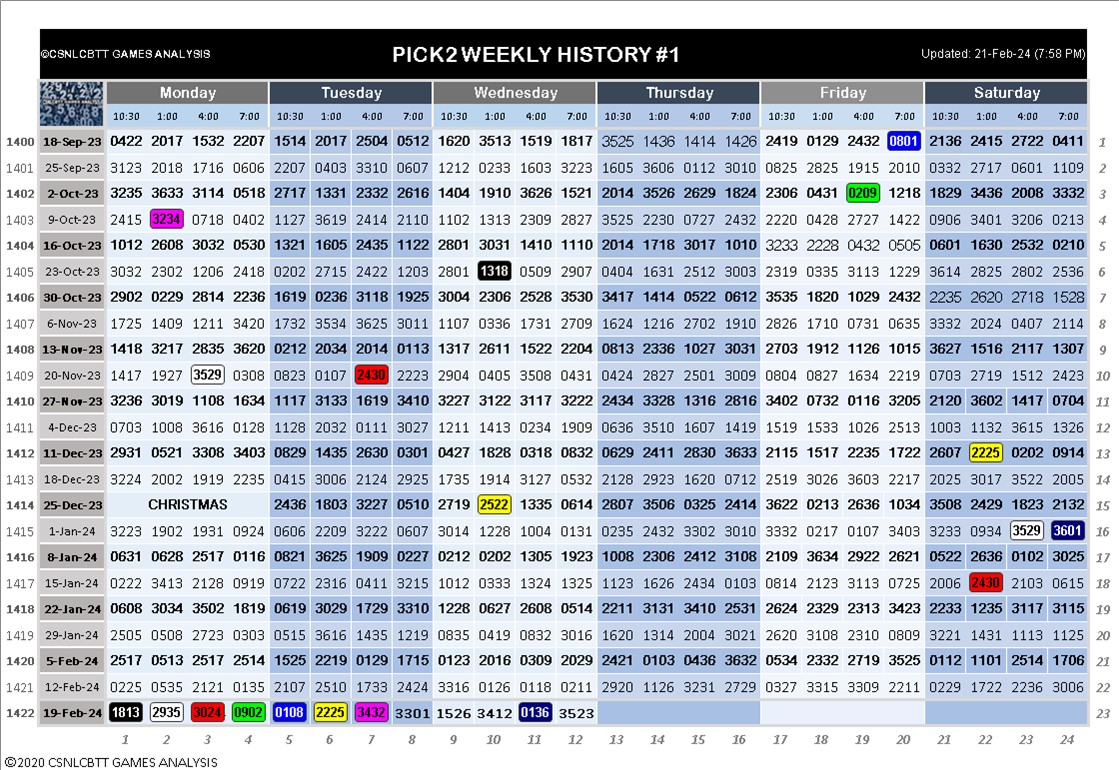 ©CSNLCBTT GAMES ANALYSIS PICK2 WEEKLY HISTORY #1 Updated: 21-Feb-24 (7:58 PM)
Monday Tuesday Wednesday Thursday Friday Saturday
10:30 1:00 4:00 7:00 10:30 1:00 4:00 8:00 10:30 1:00 4:00 7:00 10:30 1:00 4:00 7:00 10:30 1:00 4:00 7:00 10:30 1:00 4:00 7:00
1400 18-Sep-23 0422 2017 1532 2207 1514 2017 2504 0512 1620 3513 1519 1817 3525 1436 1414 1426 2419 0129 2432 0801 2136 2415 2722 0411 1
1401 25-Sep-23 3123 2018 1716 0606 2207 0403 3310 0607 1212 0233 1603 3223 1605 3606 0112 3010 0825 2825 1915 2010 0332 2717 0601 1109 2
1402 2-Oct-23 3235 3633 3114 0518 2717 1331 2332 2616 1404 1910 3626 1521 2014 3526 2629 1824 2306 0431 0209 1218 1829 3436 2008 3332 3
1403 9-Oct-23 2415 3234 0718 0402 1127 3619 2414 2110 1102 1313 2309 2827 3525 2230 0727 2432 2220 0428 2727 1422 0906 3401 3206 0213 4
1404 16-Oct-23 1012 2608 3032 0530 1321 1605 2435 1122 2801 3031 1410 1110 2014 1718 3017 1010 3233 2228 0432 0505 0601 1630 2532 0210 5
1405 23-Oct-23 3032 2302 1206 2418 0202 2715 2422 1203 2801 1318 0509 2907 0404 1631 2512 3003 2319 0335 3113 1229 3614 2825 2802 2536 6
1406 30-Oct-23 2902 0229 2814 2236 1619 0236 3118 1925 3004 2306 2528 3530 3417 1414 0522 0612 3535 1820 1029 2432 2235 2620 2718 1528 7
1407 6-Nov-23 1725 1409 1211 3420 1732 3534 3625 3011 1107 0336 1731 2709 1624 1216 2702 1910 2826 1710 0731 0635 3332 2024 0407 2114 8
1408 13-Nov-23 1418 3217 2835 3620 0212 2034 2014 0113 1317 2611 1522 2204 0813 2336 1027 3031 2703 1912 1126 1015 3627 1516 2117 1307 9
1409 20-Nov-23 1417 1927 3529 0308 0823 0107 2430 2223 2904 0405 3508 0431 0424 2827 2501 3009 0804 0427 1634 2219 0703 2719 1512 2423 10
1410 27-Nov-23 3236 3019 1108 1634 1117 3133 1619 3410 3227 3122 3117 3222 2434 3328 1316 2816 3402 0732 0116 3205 2120 3602 1417 0704 11
1411 4-Dec-23 0703 1008 3616 0128 1128 2032 0111 3027 1211 1413 0234 1909 0636 3510 1607 1419 1519 1533 1026 2513 1003 1132 3615 1326 12
1412 11-Dec-23 2931 0521 3308 3403 0829 1435 2630 0301 0427 1828 0318 0832 0629 2411 2830 3633 2115 1517 2235 1722 2607 2225 0202 0914 13
1413 18-Dec-23 3224 2002 1919 2235 0415 3006 2124 2925 1735 1914 3127 0532 2128 2923 1620 0712 2519 3026 3603 2217 2025 3017 3522 2005 14
1414 25-Dec-23 CHRISTMAS 2436 1803 3227 0510 2719 2522 1335 0614 2807 3506 0325 2414 3622 0213 2636 1034 3508 2429 1823 2132 15
1415 1-Jan-24 3223 1902 1931 0924 0606 2209 3222 0607 3014 1228 1004 0131 0235 2432 3302 3010 3332 0217 0107 3403 3233 0934 3529 3601 16
1416 8-Jan-24 0631 0628 2517 0116 0821 3625 1909 0227 0212 0202 1305 1923 1008 2306 2412 3108 2109 3634 2922 2621 0522 2636 0102 3025 17
1417 15-Jan-24 0222 3413 2128 0919 0722 2316 0411 3215 1012 0333 1324 1325 1123 1626 2434 0103 0814 2123 3113 0725 2006 2430 2103 0615 18
1418 22-Jan-24 0608 3034 3502 1819 0619 3029 1729 3310 1228 0627 2608 0514 2211 3131 3410 2531 2624 2329 2313 3423 2233 1235 3117 3115 19
1419 29-Jan-24 2505 0508 2723 0303 0515 3616 1435 1219 0835 0419 0832 3016 1620 1314 2004 3021 2620 3108 2310 0809 3221 1431 1113 1125 20
1420 5-Feb-24 2517 0513 2517 2514 1525 2219 0129 1715 0123 2016 0309 2029 2421 0103 0436 3632 0534 2332 2719 3525 0112 1101 2514 1706 21
1421 12-Feb-24 0225 0535 2121 0135 2107 2510 1733 2424 3316 0126 0118 0211 2920 1126 3231 2729 0327 3315 3309 2211 0229 1722 2236 3006 22
1422 19-Feb-24 1813 2935 3024 0902 0108 2225 3432 3301 1526 3412 0136 3523 23
1 2 3 4 5 6 7 8 9 10 11 12 13 14 15 16 17 18 19 20 21 22 23 24
©2020 CSNLCBTT GAMES ANALYSIS